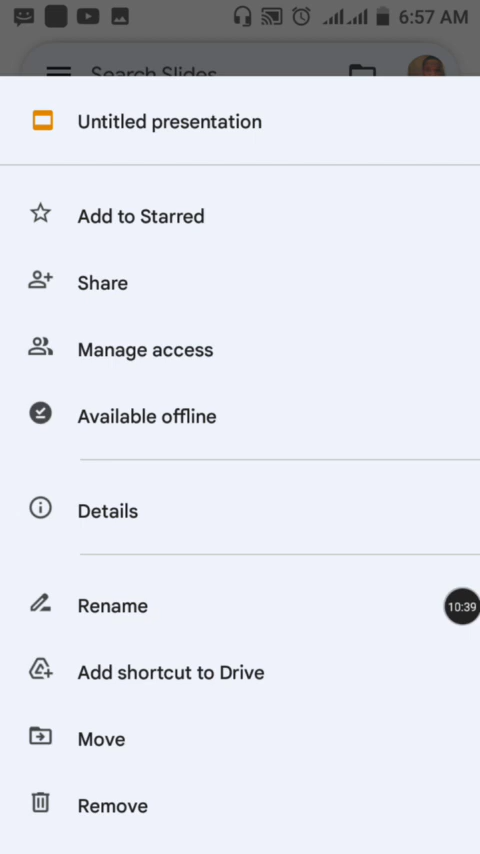 6:57 AM
Search Slides
Untitled presentation
Add to Starred
Share
Manage access
Available offline
Details
Rename
10:39
Add shortcut to Drive
Move
Remove